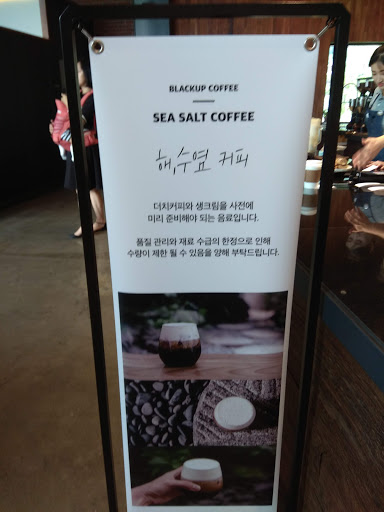 BLACKUP COFFEE
SEA SALT COFFEE
해,수염 커피
더치커피와 생크림을 사전에
미리 준비해야 되는 음료입니다.
품질 관리와 재료 수급의 한정으로 인해
수량이 제한 될 수 있음을 양해 부탁드립니다.